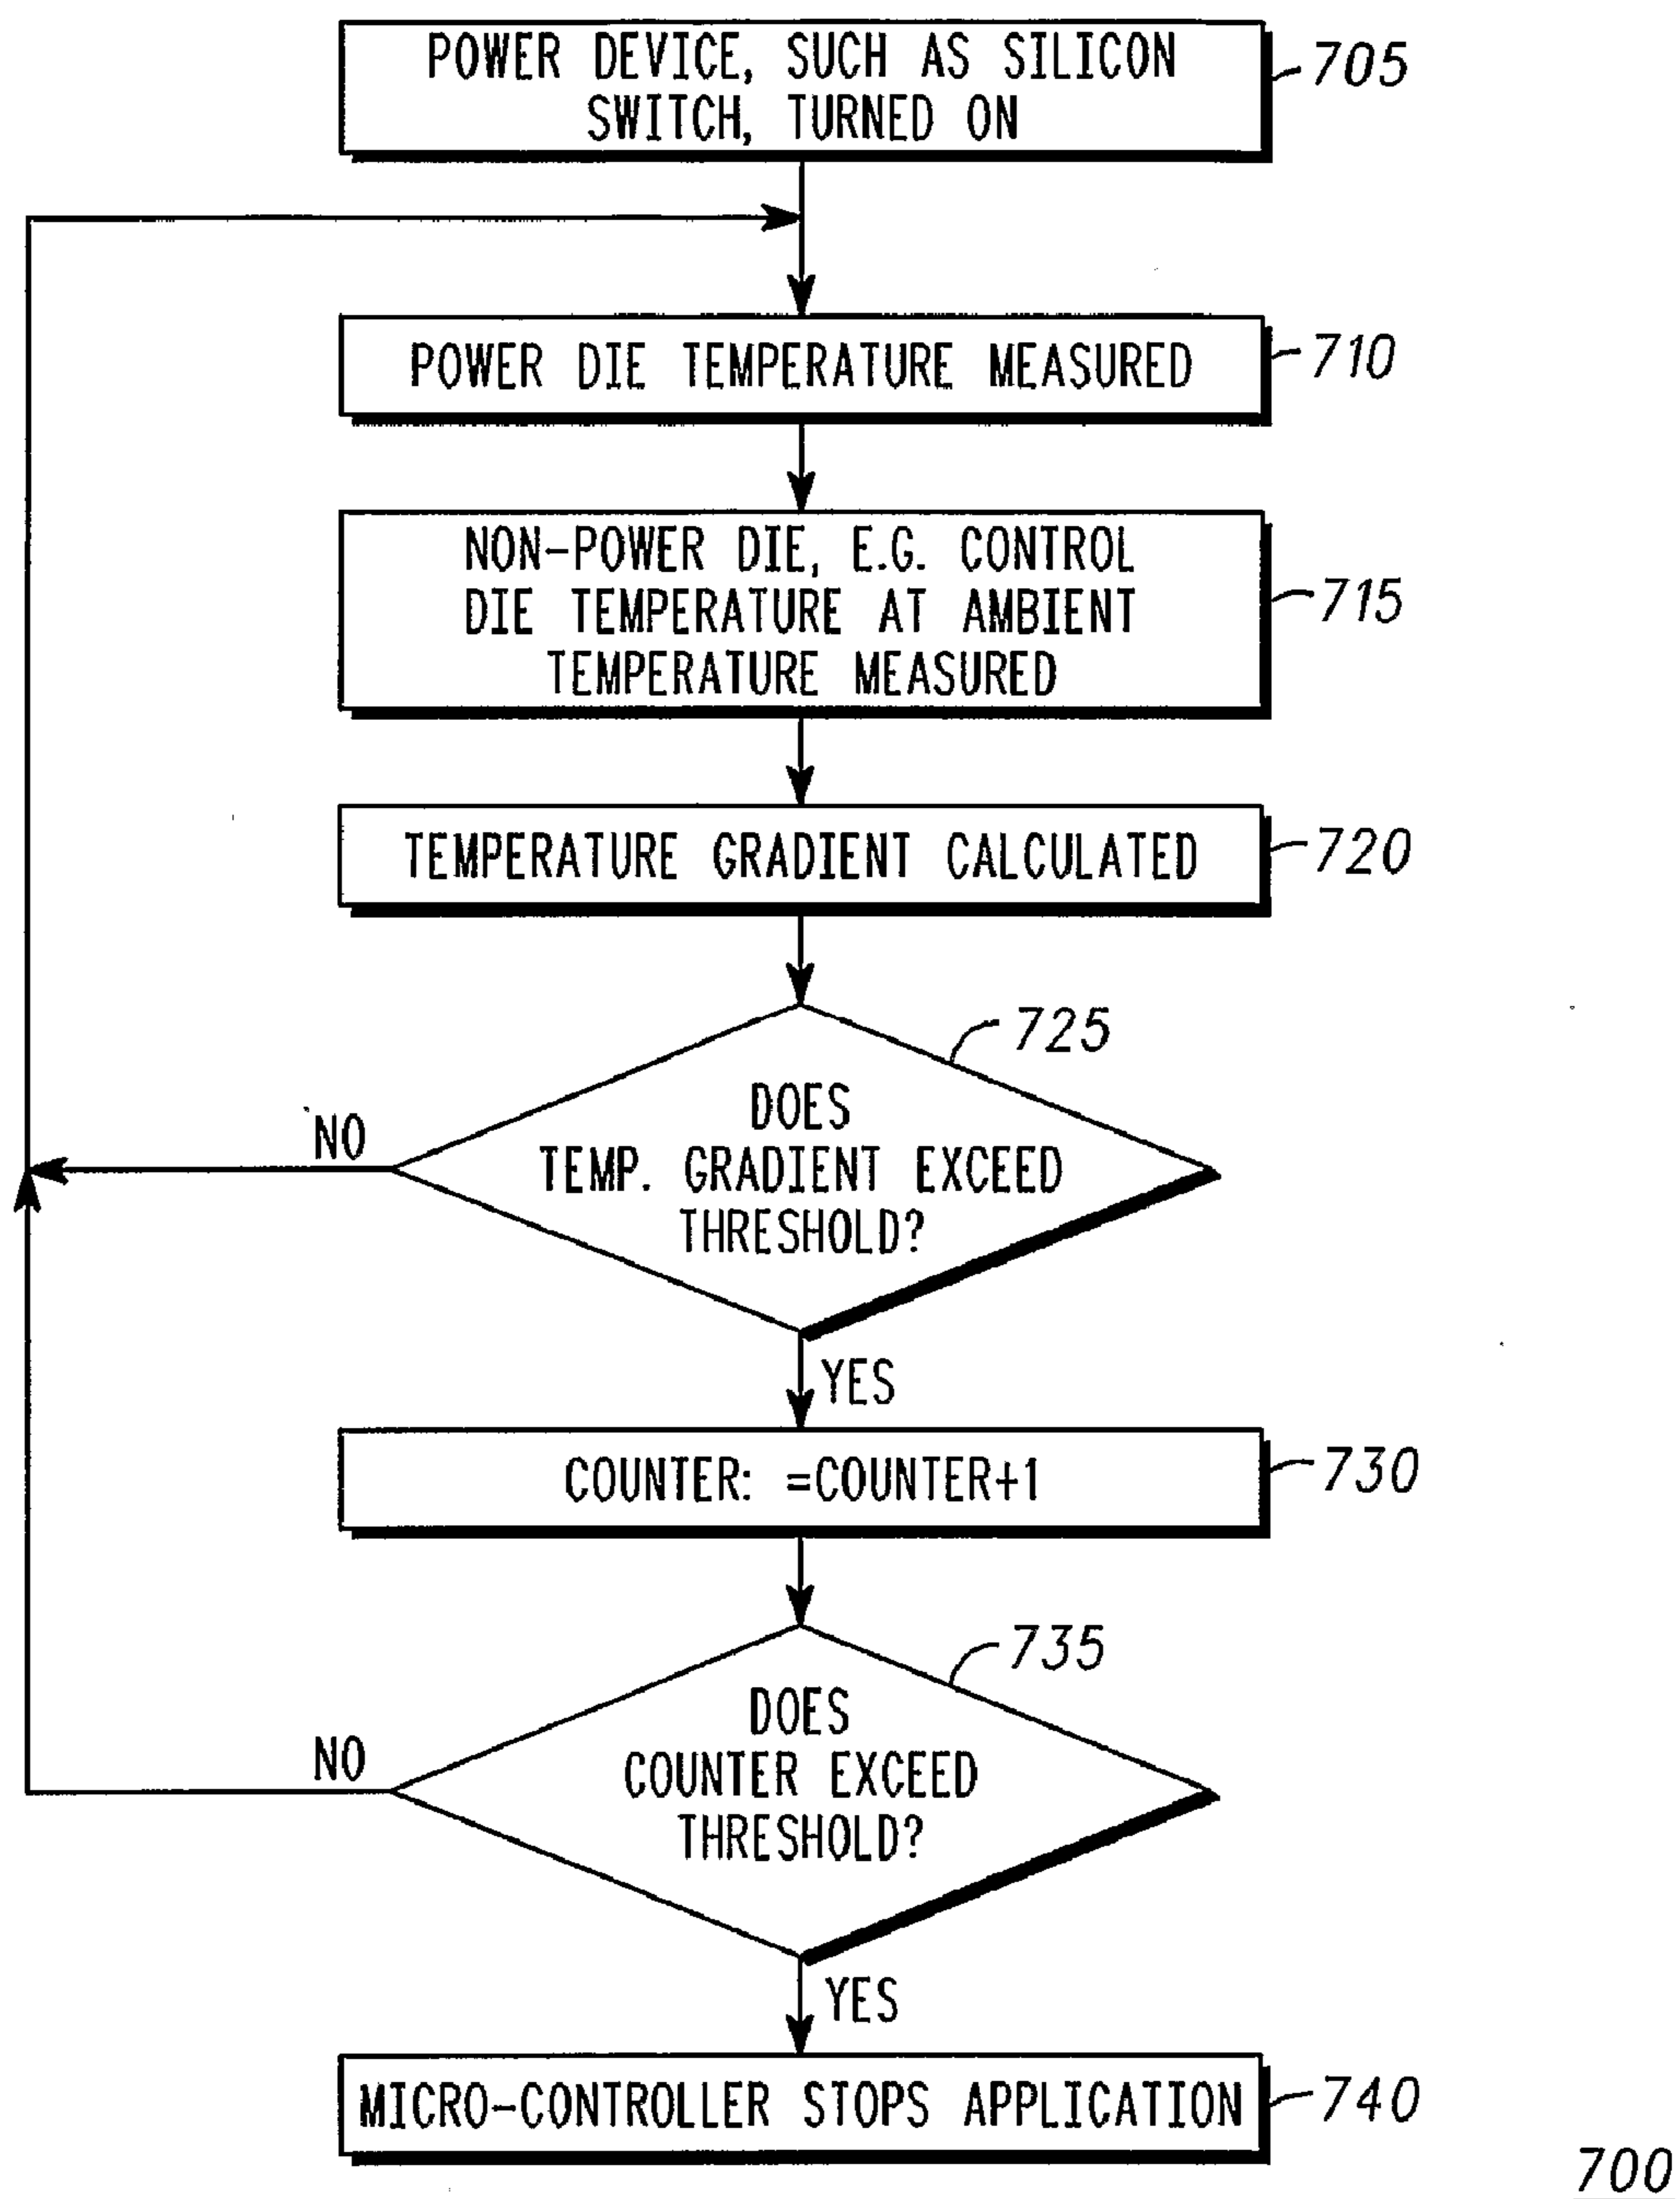 POWER DEVICE, SUCH AS SILICON
SWITCH, TURNED ON
705
POWER DIE TEMPERATURE MEASURED
710
NON-POWER DIE, E.G. CONTROL
DIE TEMPERATURE AT AMBIENT
TEMPERATURE MEASURED
715
TEMPERATURE GRADIENT CALCULATED
720
725
DOES
TEMP. GRADIENT EXCEED
THRESHOLD?
NO
YES
COUNTER: =COUNTER+1
730
735
DOES
COUNTER EXCEED
THRESHOLD?
NO
YES
MICRO-CONTROLLER STOPS APPLICATION
740
700